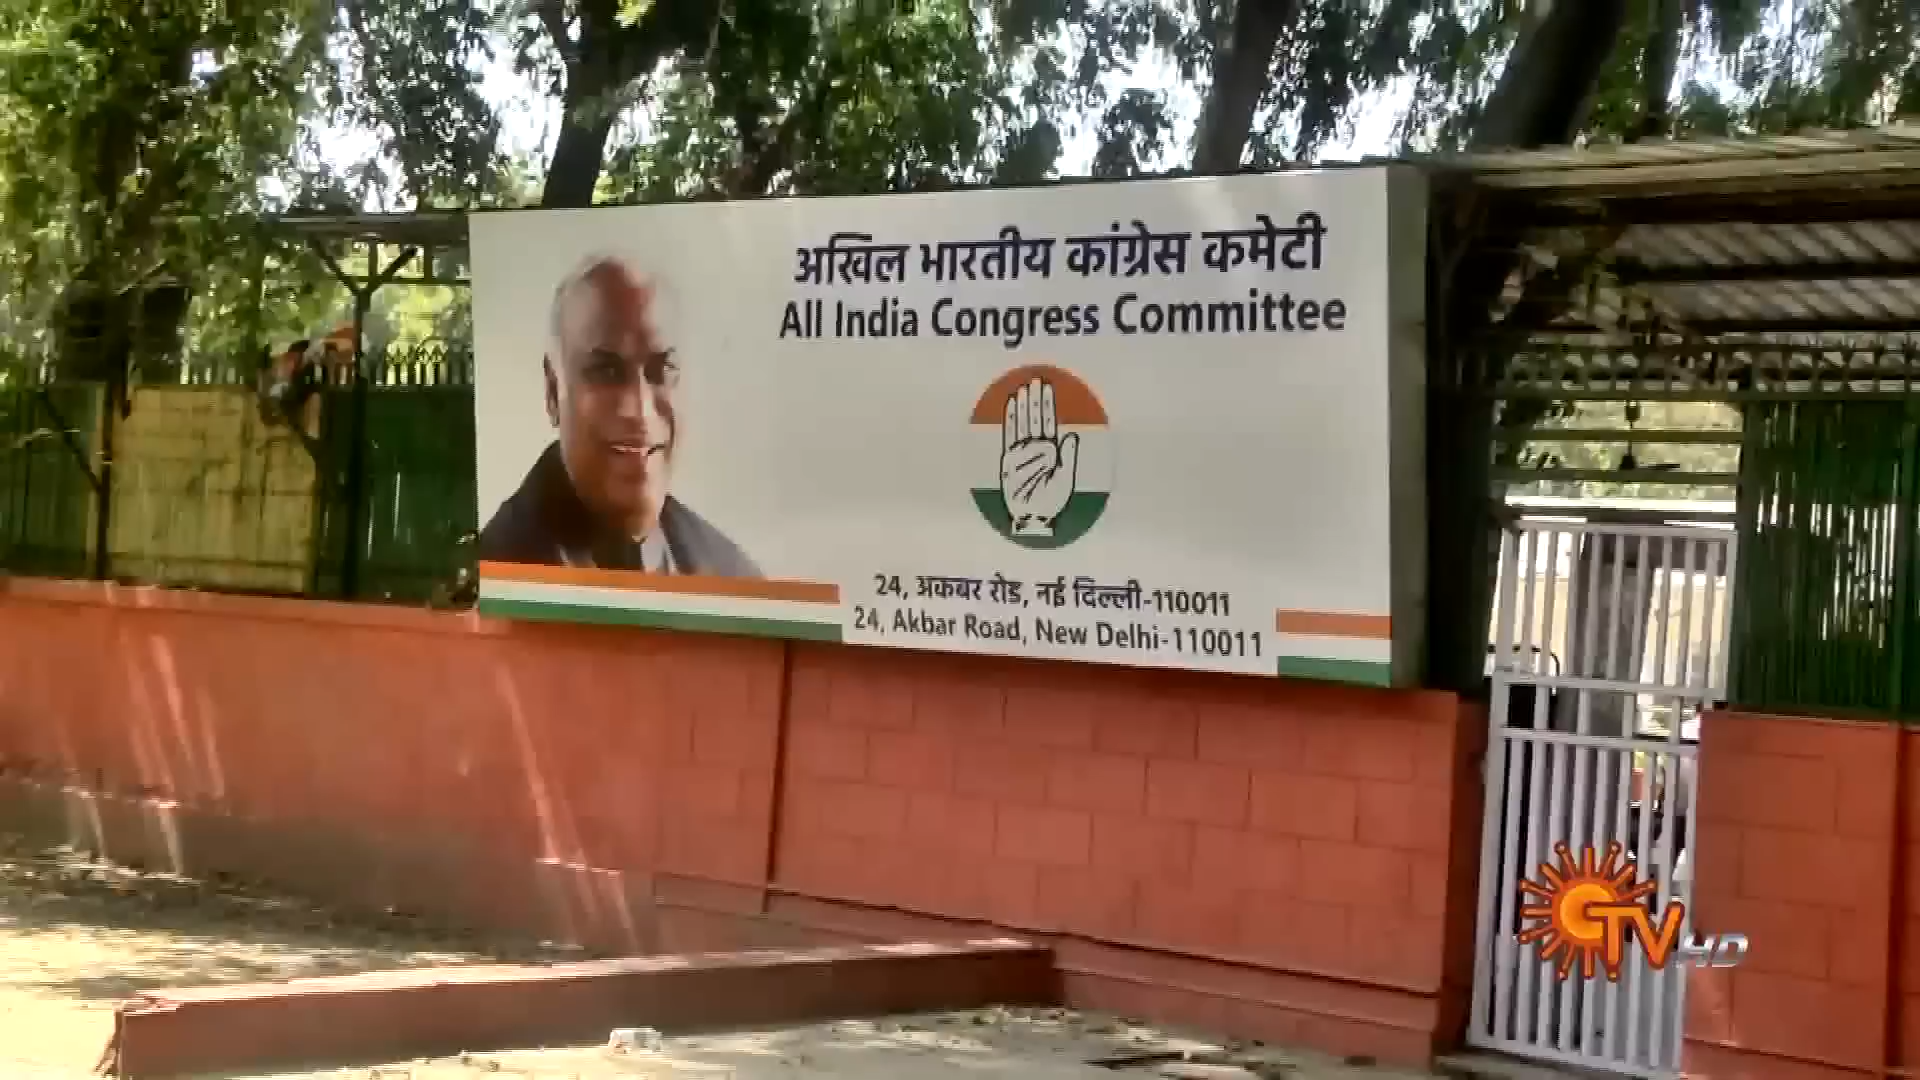 अखिल भारतीय कांग्रेस कमेटी
All India Congress Committee
24, अकबर रोड, नई दिल्ली-110011
24, Akbar Road, New Delhi-110011
TV HD